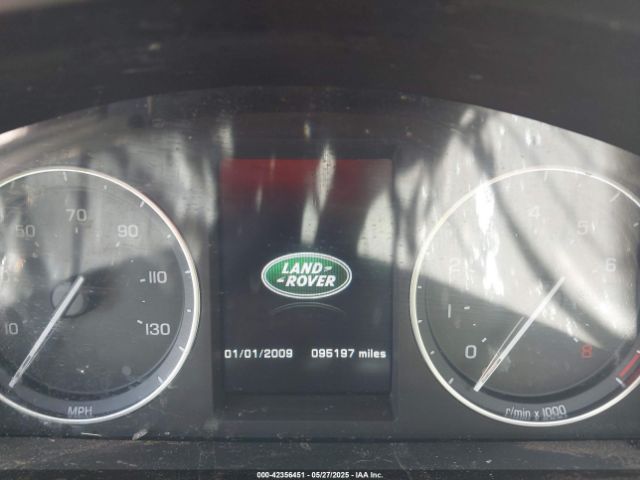 50 70 90
110
10 130
MPH
LAND-
-ROVER
01/01/2009 095197 miles
4 5
2 6
1
0 8
r/min x 1000
000-42356451 - 05/27/2025 - IAA Inc.